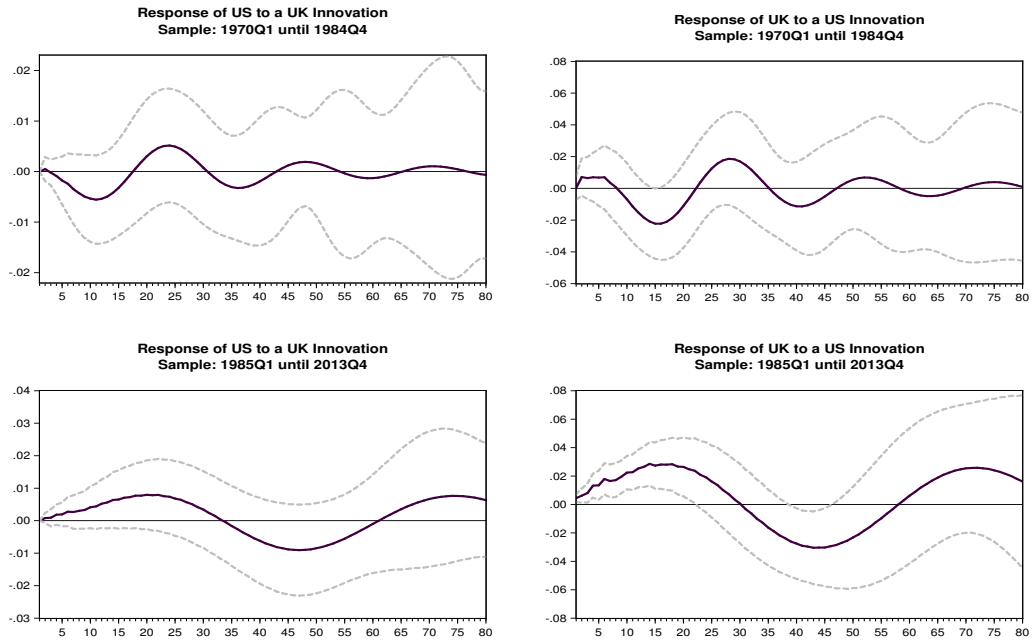 Response of US to a UK Innovation
Sample: 1970Q1 until 1984Q4
.02
.01
.00
-.01
-.02
5 10 15 20 25 30 35 40 45 50 55 60 65 70 75 80
Response of UK to a US Innovation
Sample: 1970Q1 until 1984Q4
.08
.06
.04
.02
.00
-.02
-.04
-.06
5 10 15 20 25 30 35 40 45 50 55 60 65 70 75 80
Response of US to a UK Innovation
Sample: 1985Q1 until 2013Q4
.04
.03
.02
.01
.00
-.01
-.02
-.03
5 10 15 20 25 30 35 40 45 50 55 60 65 70 75 80
Response of UK to a US Innovation
Sample: 1985Q1 until 2013Q4
.08
.06
.04
.02
.00
-.02
-.04
-.06
-.08
5 10 15 20 25 30 35 40 45 50 55 60 65 70 75 80